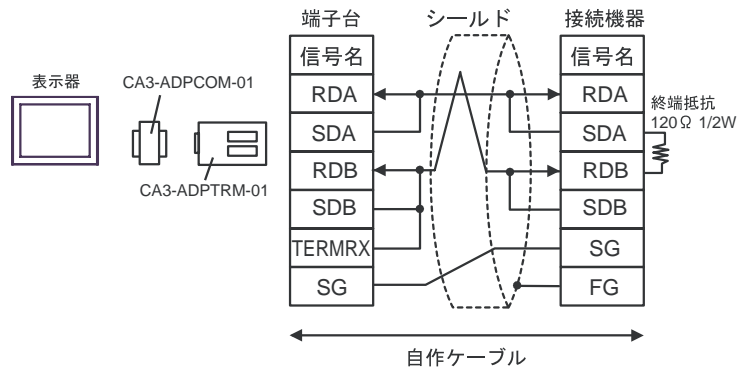 端子台
シールド
接続機器
信号名
信号名
表示器
CA3-ADPCOM-01
RDA
RDA
終端抵抗
120Ω 1/2W
SDA
SDA
RDB
RDB
CA3-ADPTRM-01
SDB
SDB
TERMRX
SG
SG
FG
自作ケーブル